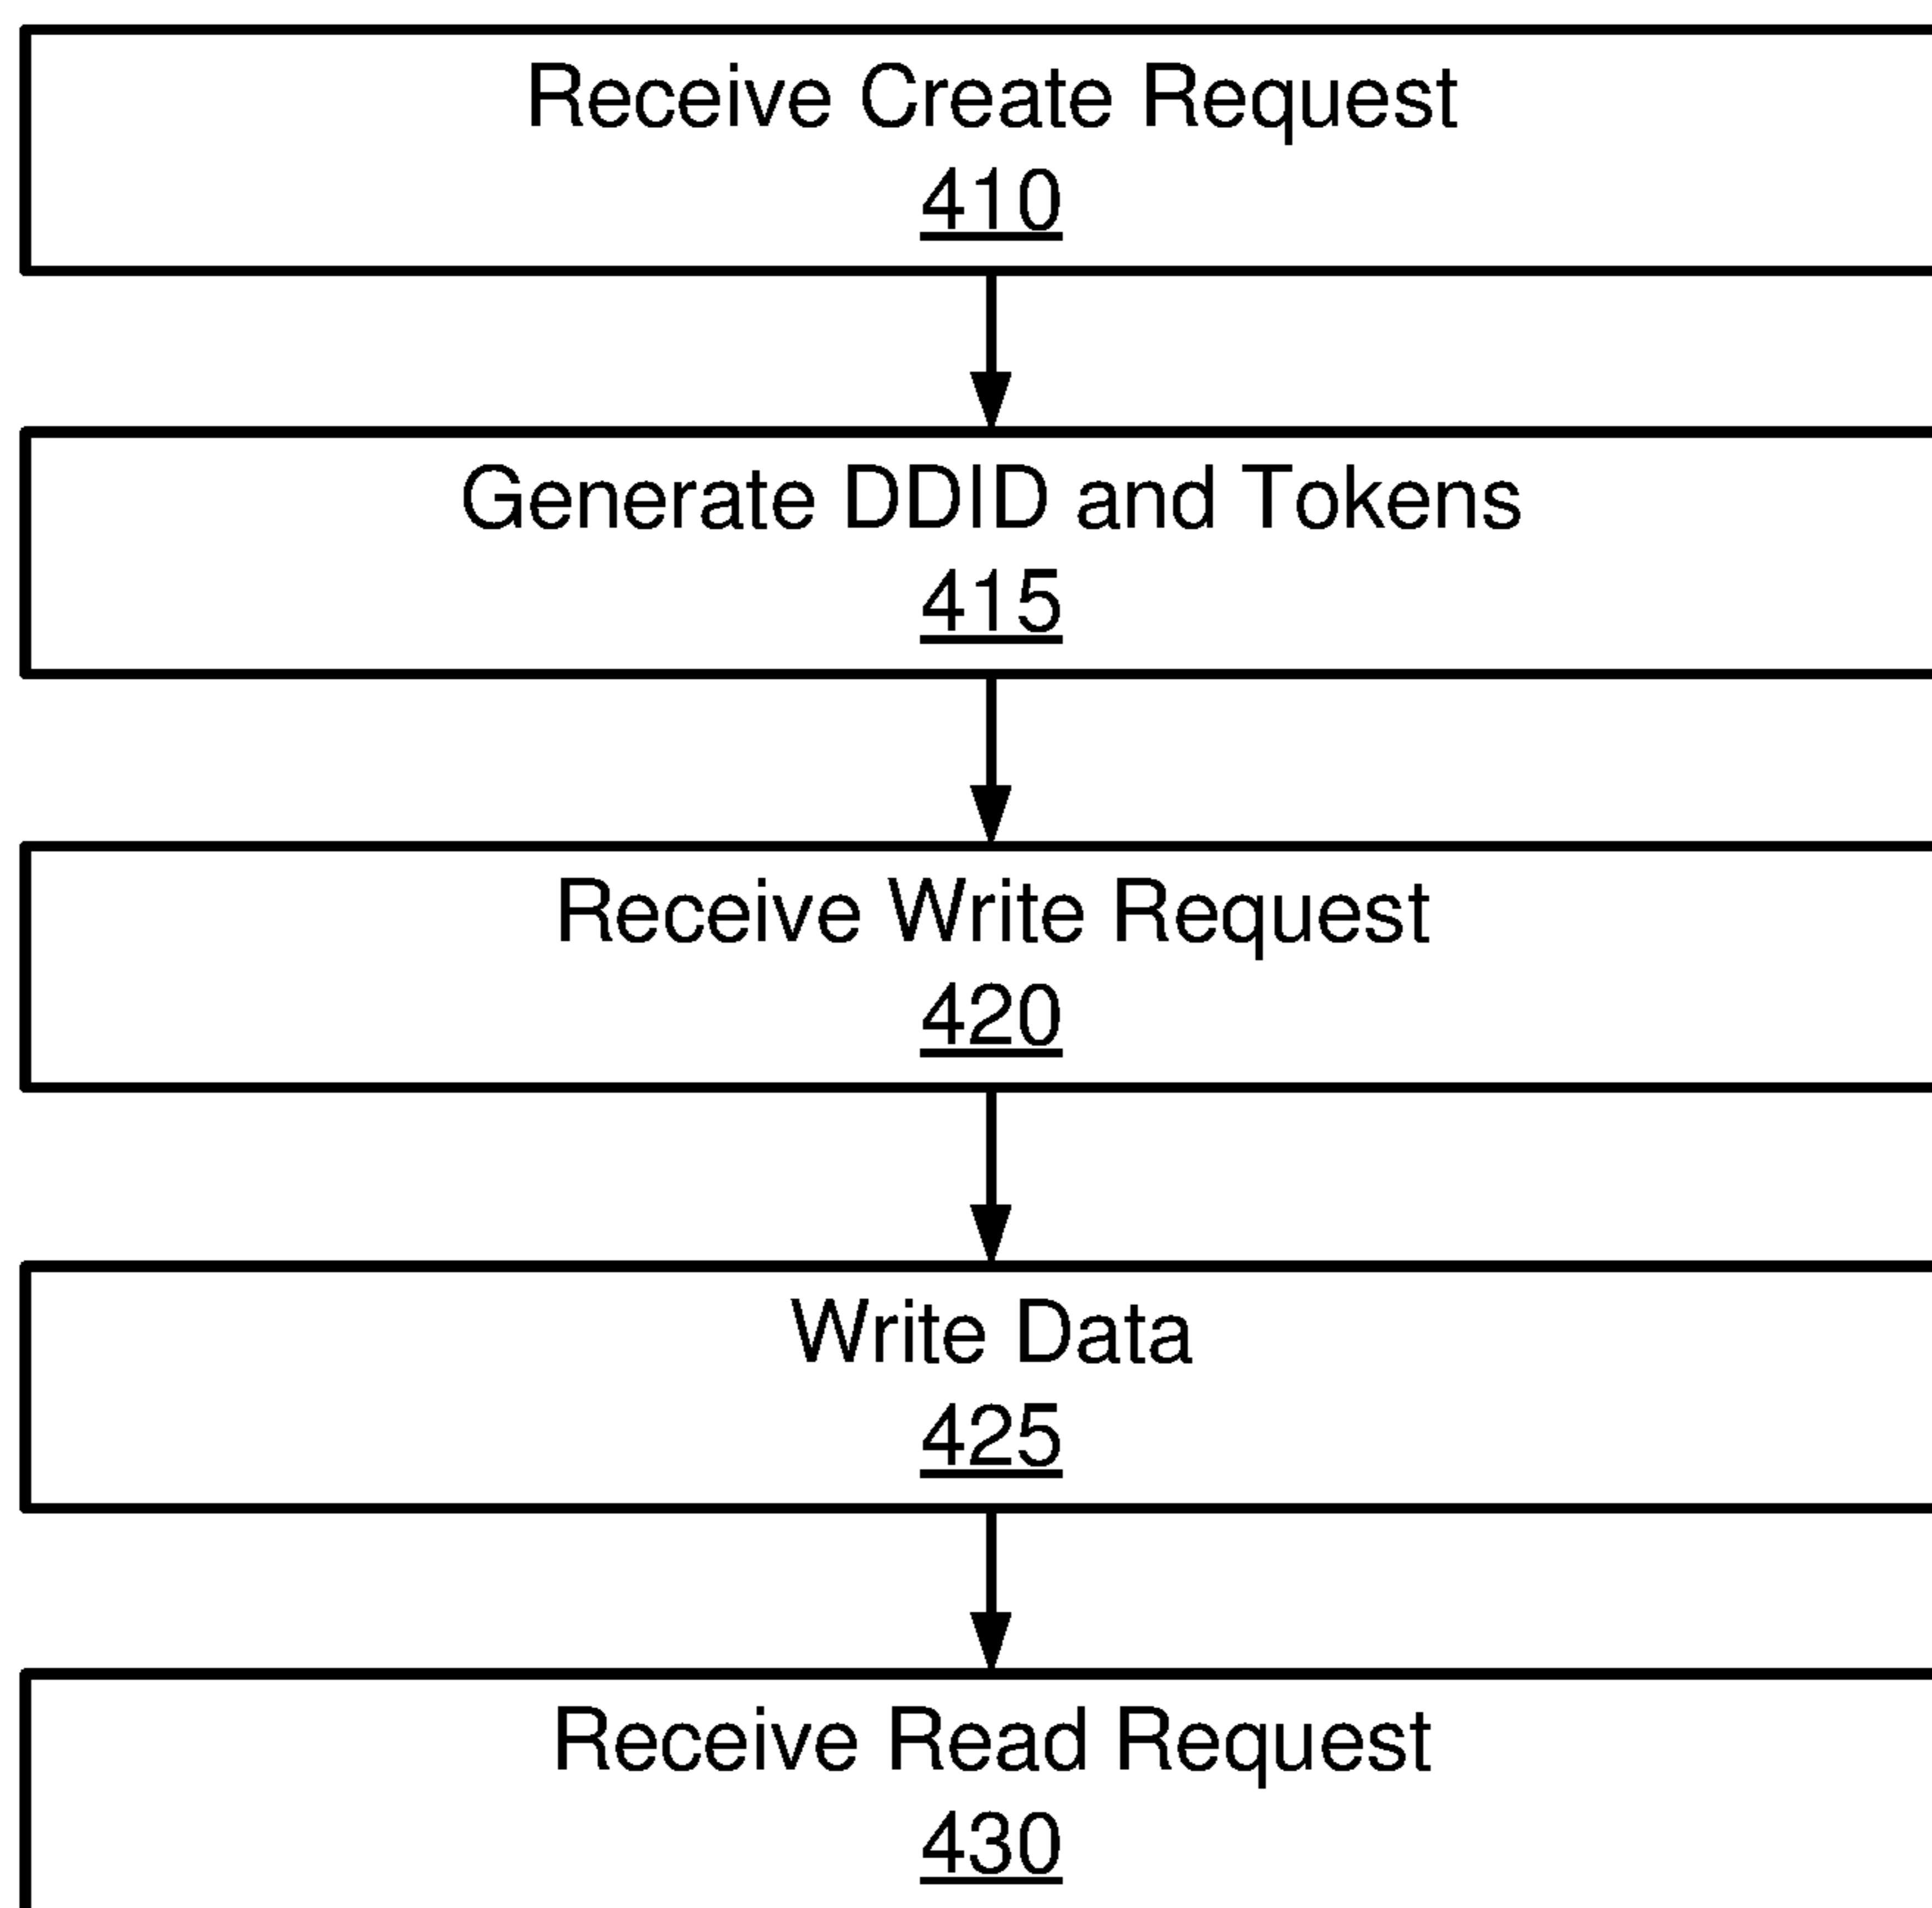 Receive Create Request
410
Generate DDID and Tokens
415
Receive Write Request
420
Write Data
425
Receive Read Request
430